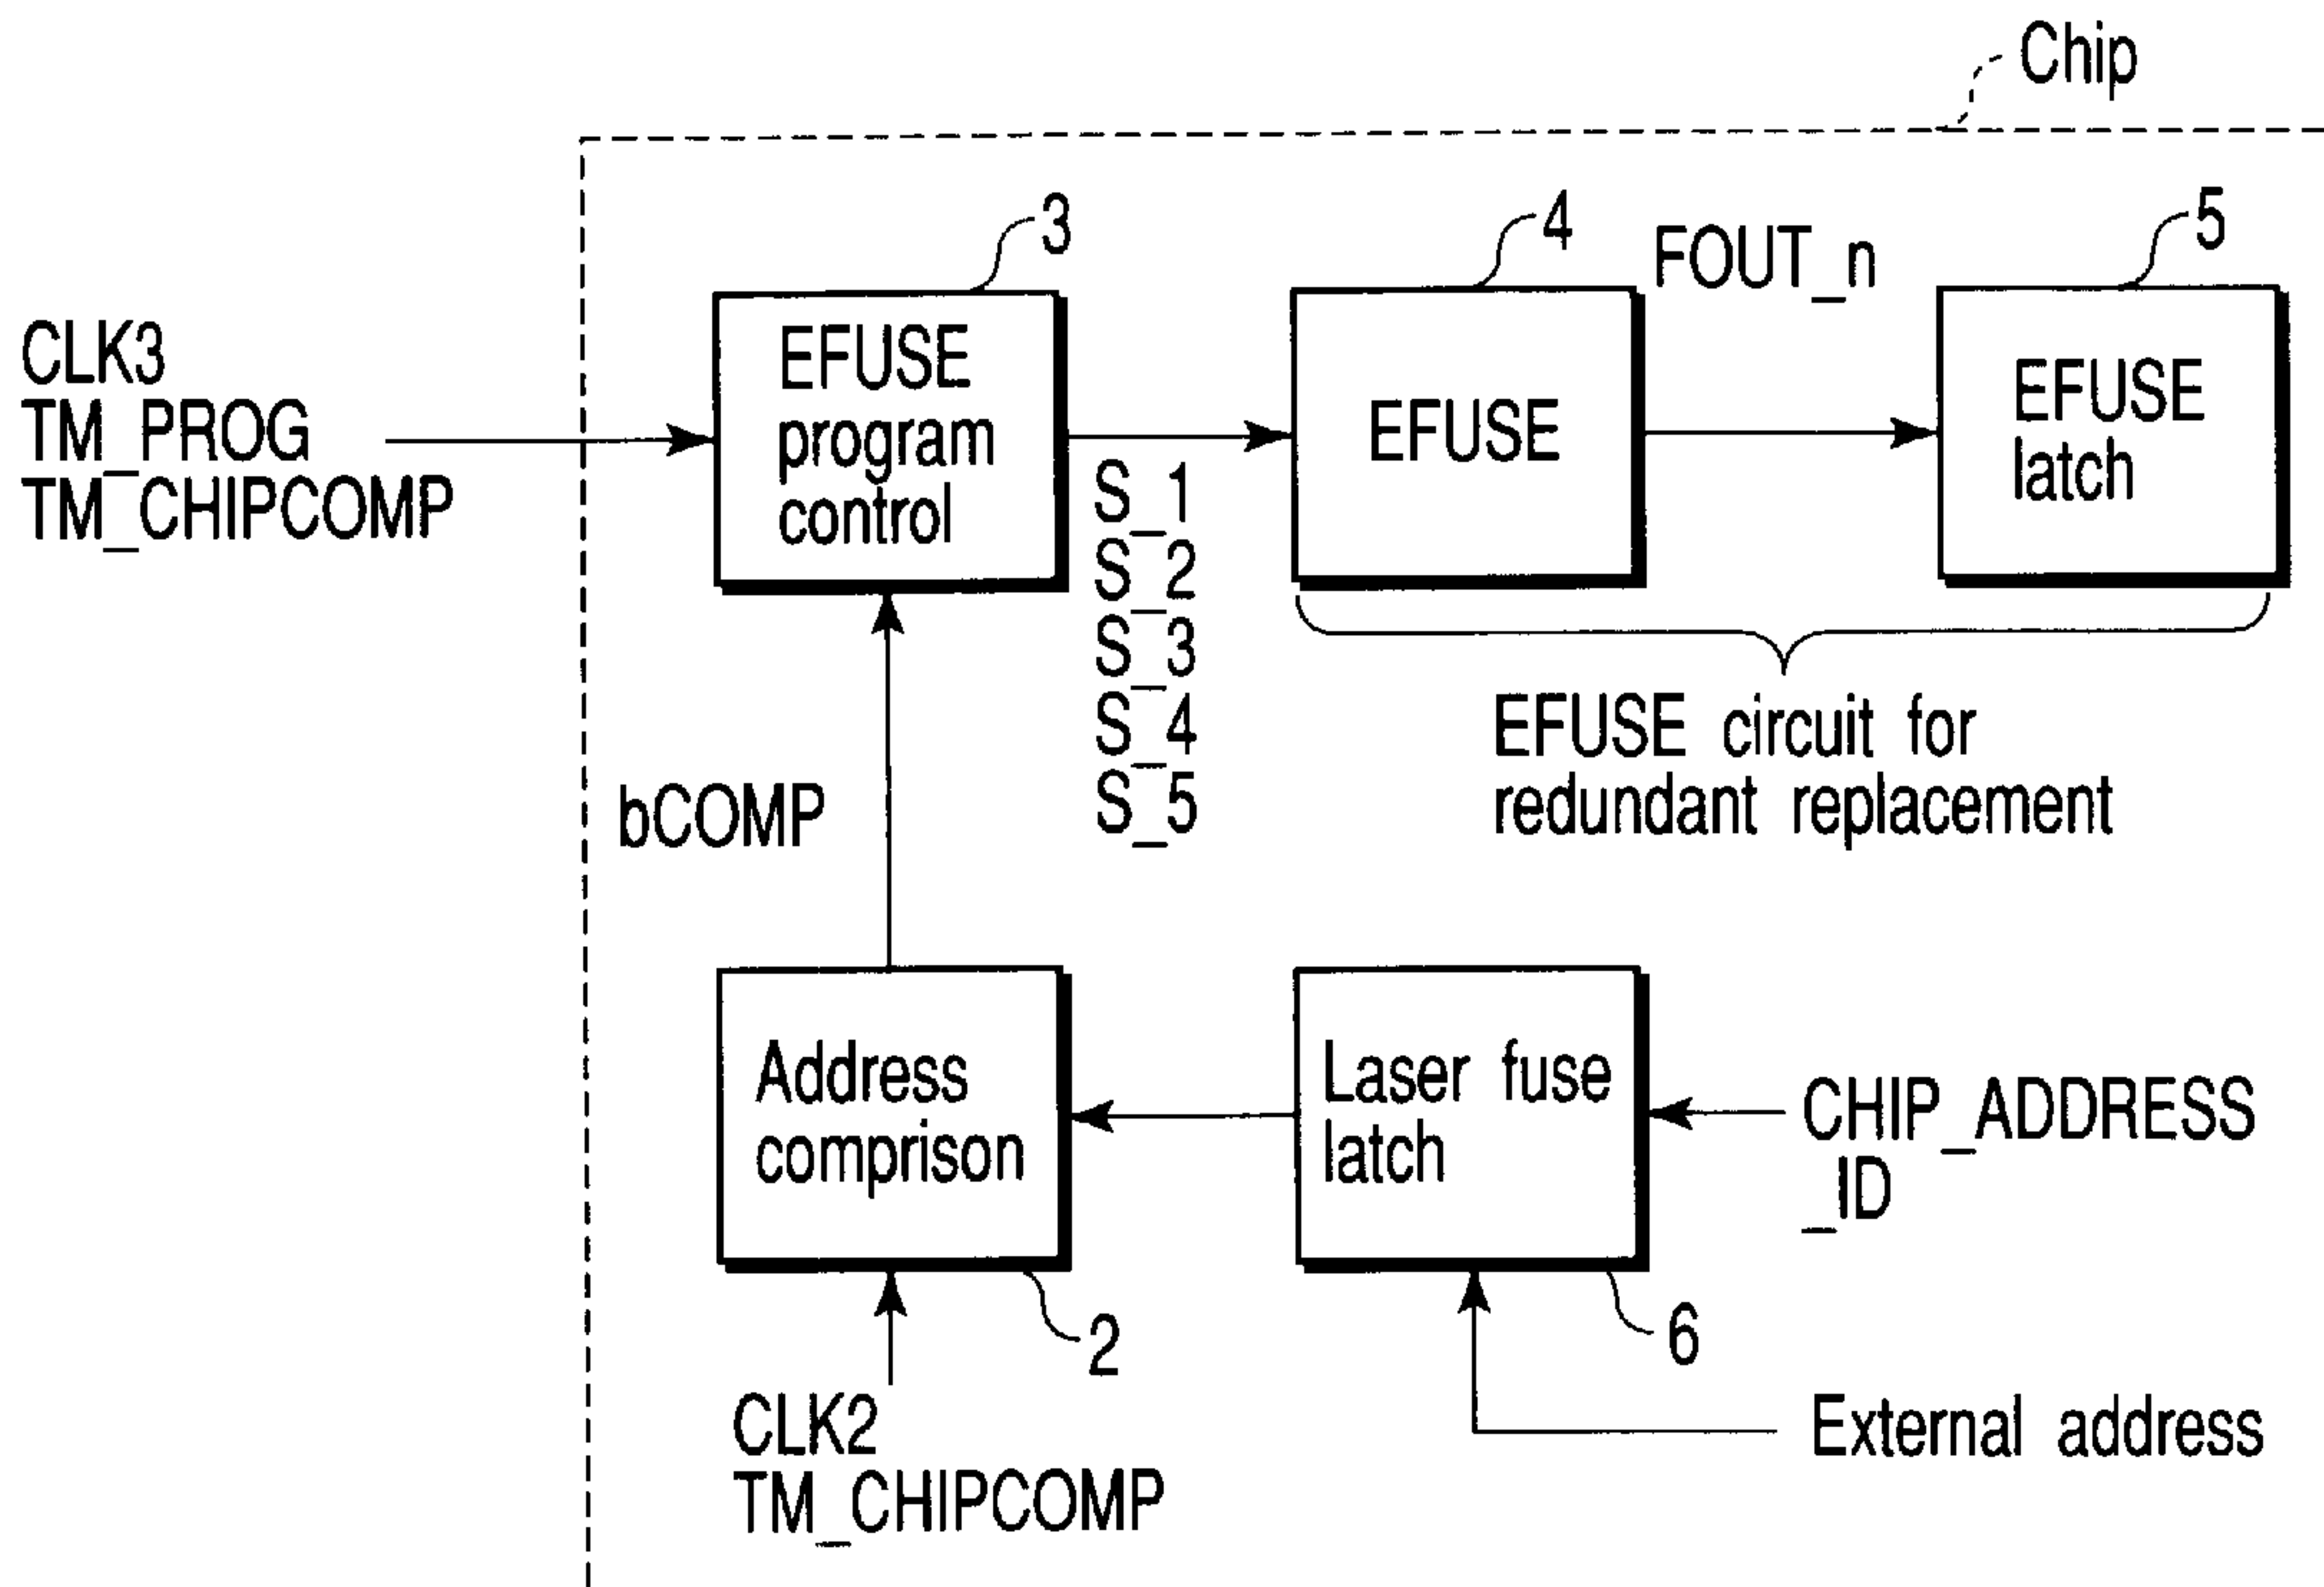 Chip
3
4
FOUT_n
5
CLK3
TM_PROG
TM_CHIPCOMP
EFUSE
program
control
EFUSE
EFUSE
latch
S_1
S_2
S_3
S_4
S_5
EFUSE circuit for
redundant replacement
bCOMP
Address
comprison
Laser fuse
latch
CHIP_ADDRESS
_ID
2
6
CLK2
TM_CHIPCOMP
External address